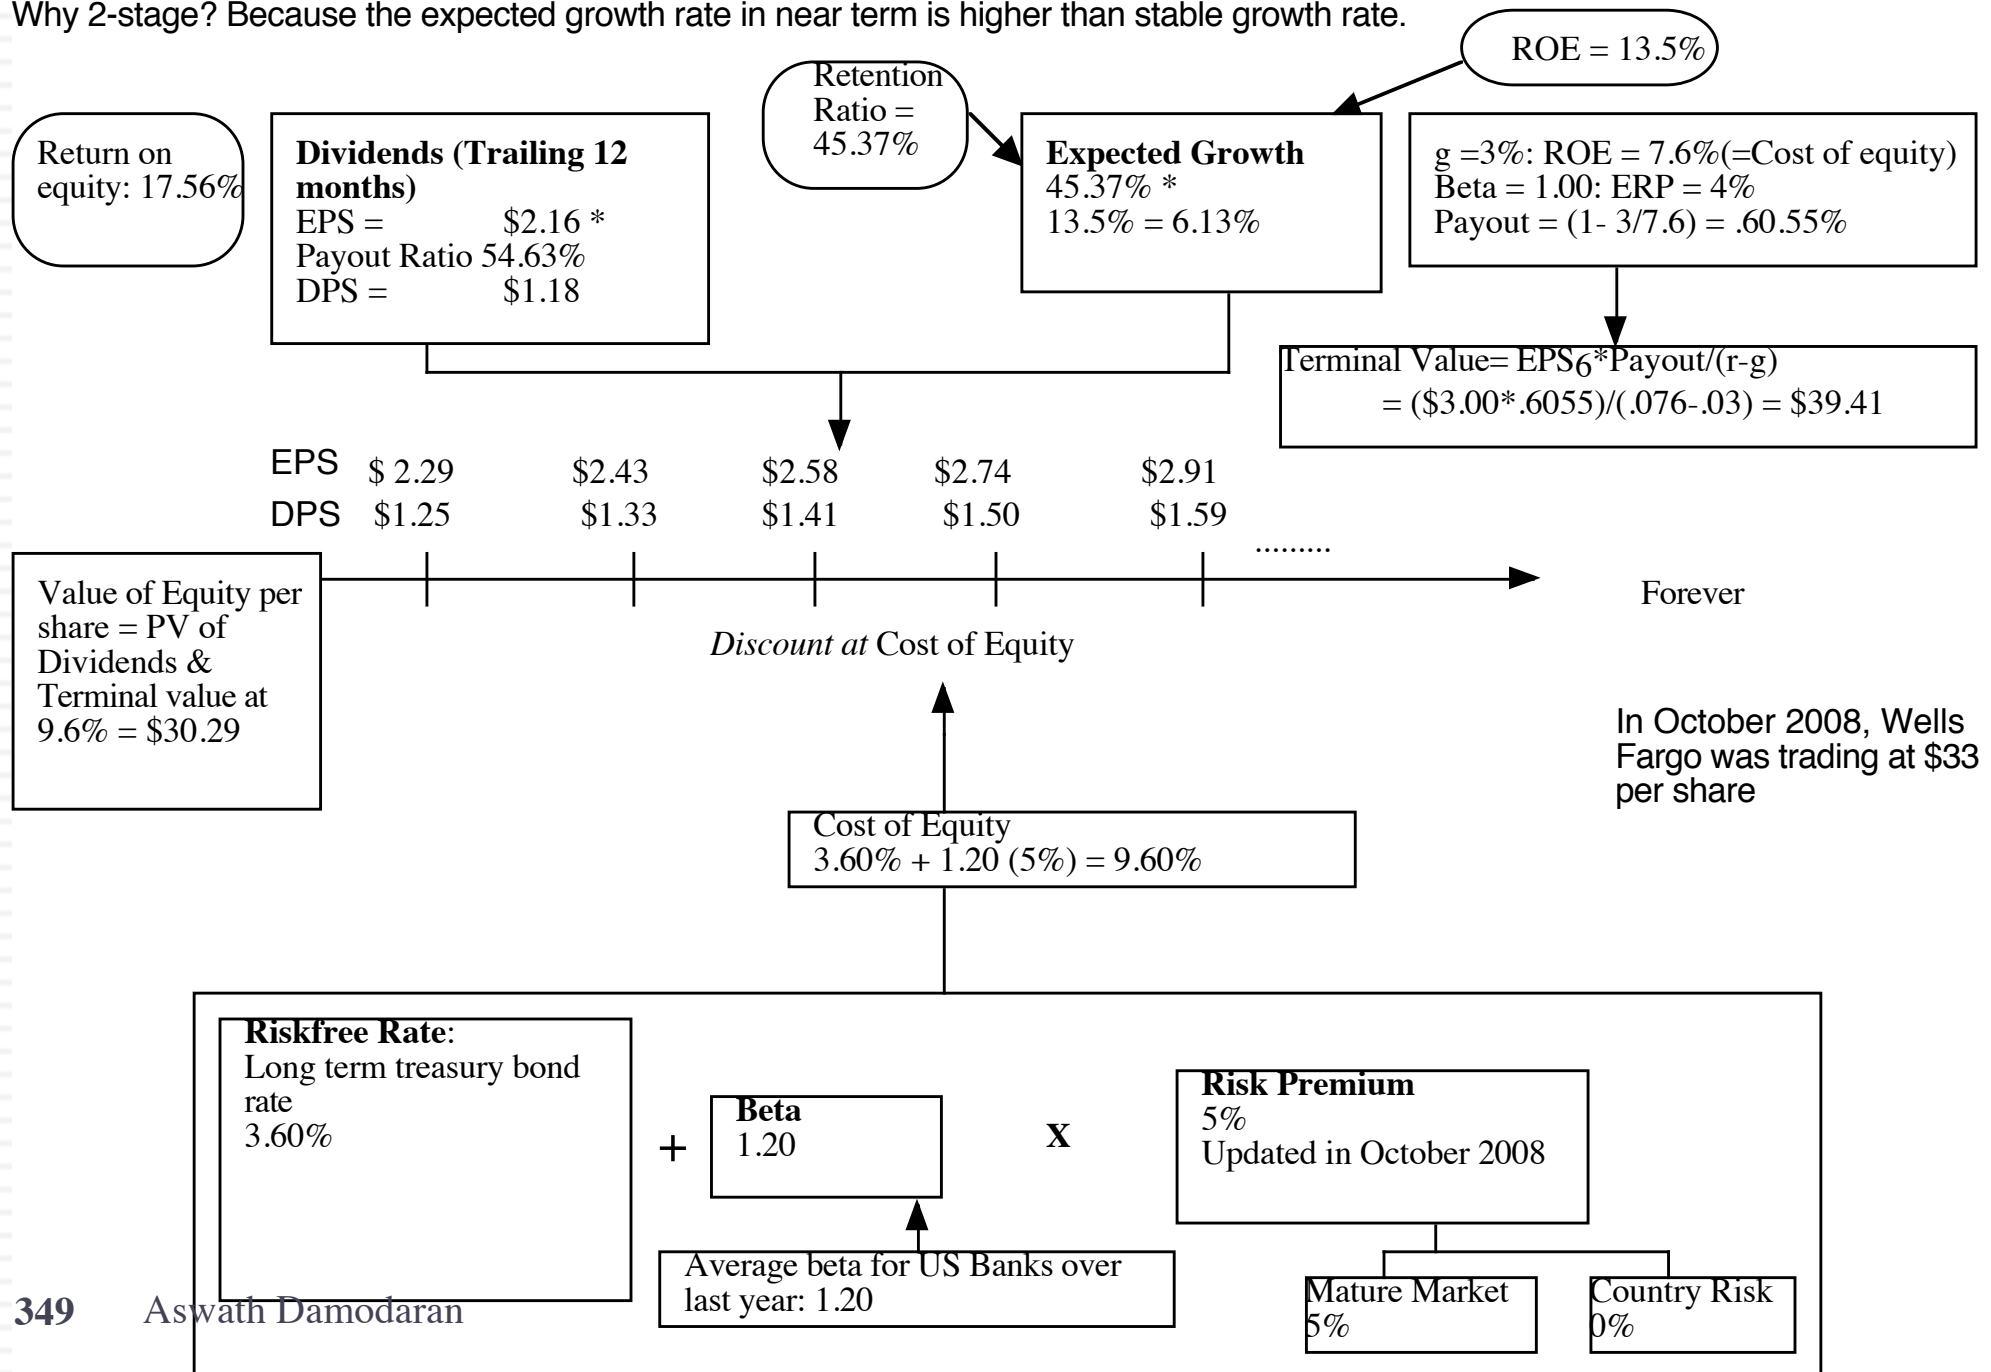 Why 2-stage? Because the expected growth rate in near term is higher than stable growth rate.
Return on
equity: 17.56%
Dividends (Trailing 12
months)
EPS = $2.16 *
Payout Ratio 54.63%
DPS = $1.18
Retention
Ratio =
45.37%
ROE = 13.5%
Expected Growth
45.37% *
13.5% = 6.13%
g =3%: ROE = 7.6%(=Cost of equity)
Beta = 1.00: ERP = 4%
Payout = (1- 3/7.6) = .60.55%
Terminal Value= EPS6*Payout/(r-g)
= ($3.00*.6055)/(.076-.03) = $39.41
EPS $ 2.29 $2.43 $2.58 $2.74 $2.91
DPS $1.25 $1.33 $1.41 $1.50 $1.59
.........
Forever
Value of Equity per
share = PV of
Dividends &
Terminal value at
9.6% = $30.29
Discount at Cost of Equity
In October 2008, Wells
Fargo was trading at $33
per share
Cost of Equity
3.60% + 1.20 (5%) = 9.60%
Riskfree Rate:
Long term treasury bond
rate
3.60%
+
Beta
1.20
X
Risk Premium
5%
Updated in October 2008
Average beta for US Banks over
last year: 1.20
Mature Market
5%
Country Risk
0%
349 Aswath Damodaran